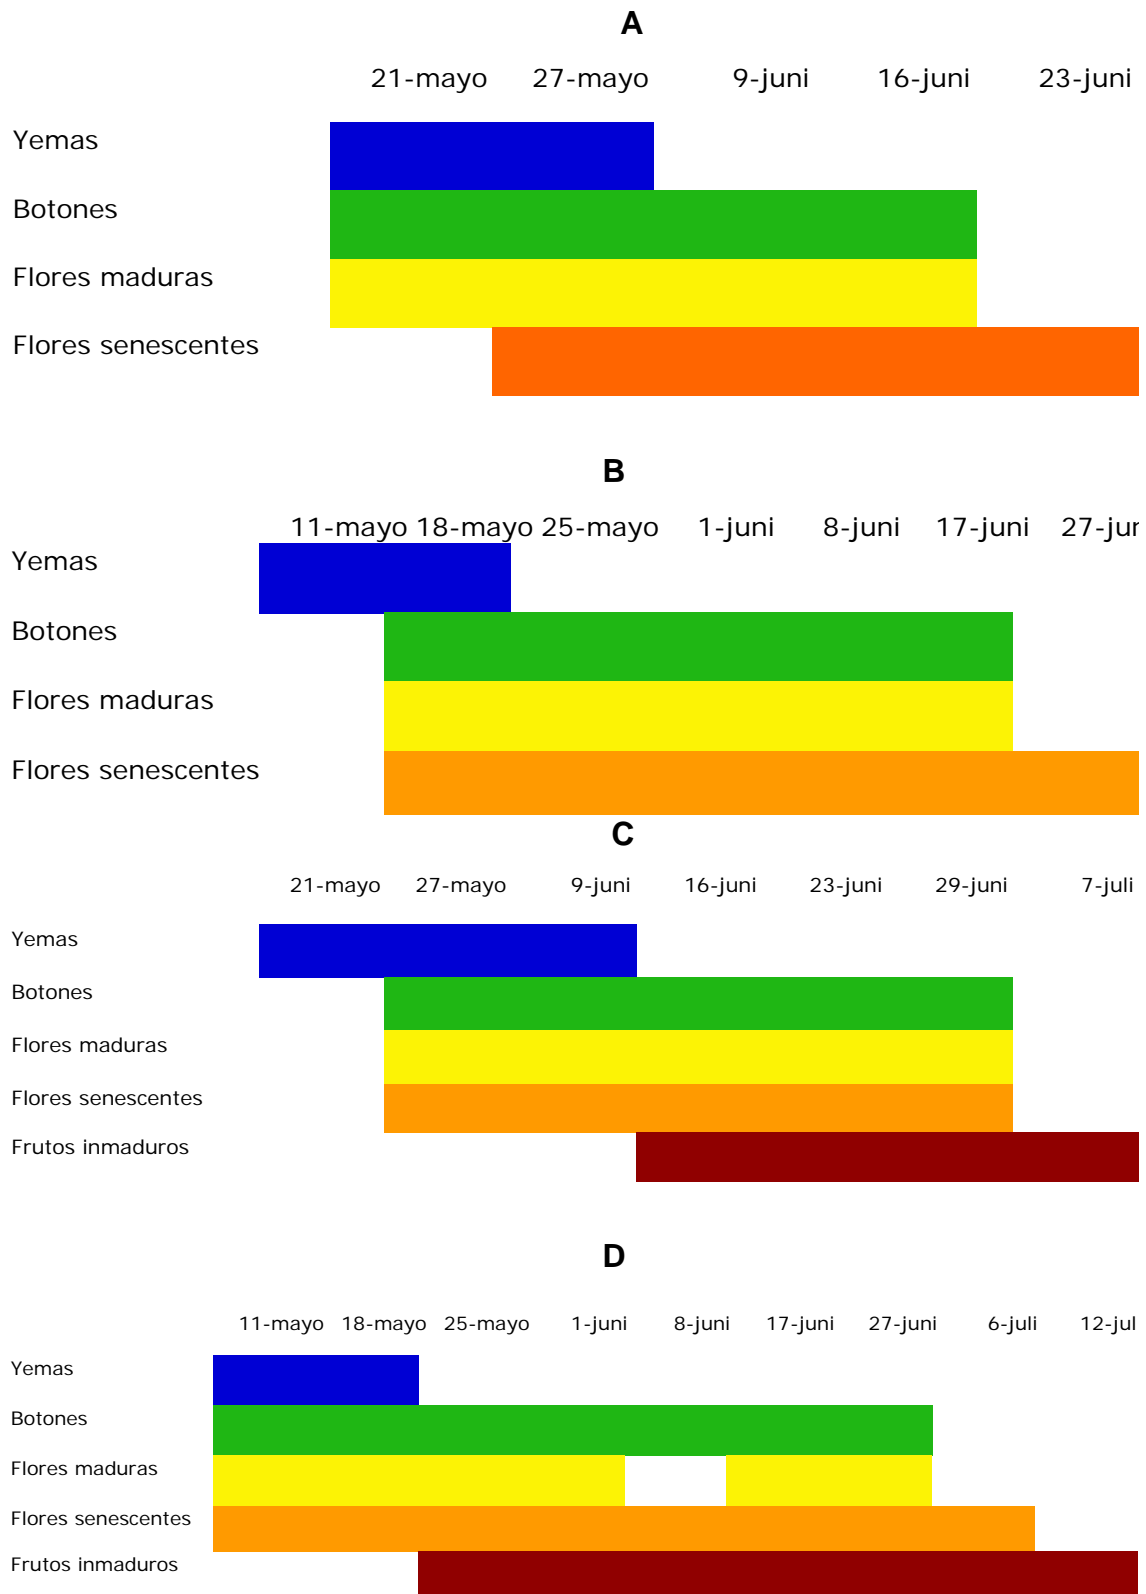 A
21-mayo 27-mayo 9-juni 16-juni 23-juni
Yemas
Botones
Flores maduras
Flores senescentes
B
11-mayo 18-mayo 25-mayo 1-juni 8-juni 17-juni 27-jun
Yemas
Botones
Flores maduras
Flores senescentes
C
21-mayo 27-mayo 9-juni 16-juni 23-juni 29-juni 7-juli
Yemas
Botones
Flores maduras
Flores senescentes
Frutos inmaduros
D
11-mayo 18-mayo 25-mayo 1-juni 8-juni 17-juni 27-juni 6-juli 12-jul
Yemas
Botones
Flores maduras
Flores senescentes
Frutos inmaduros